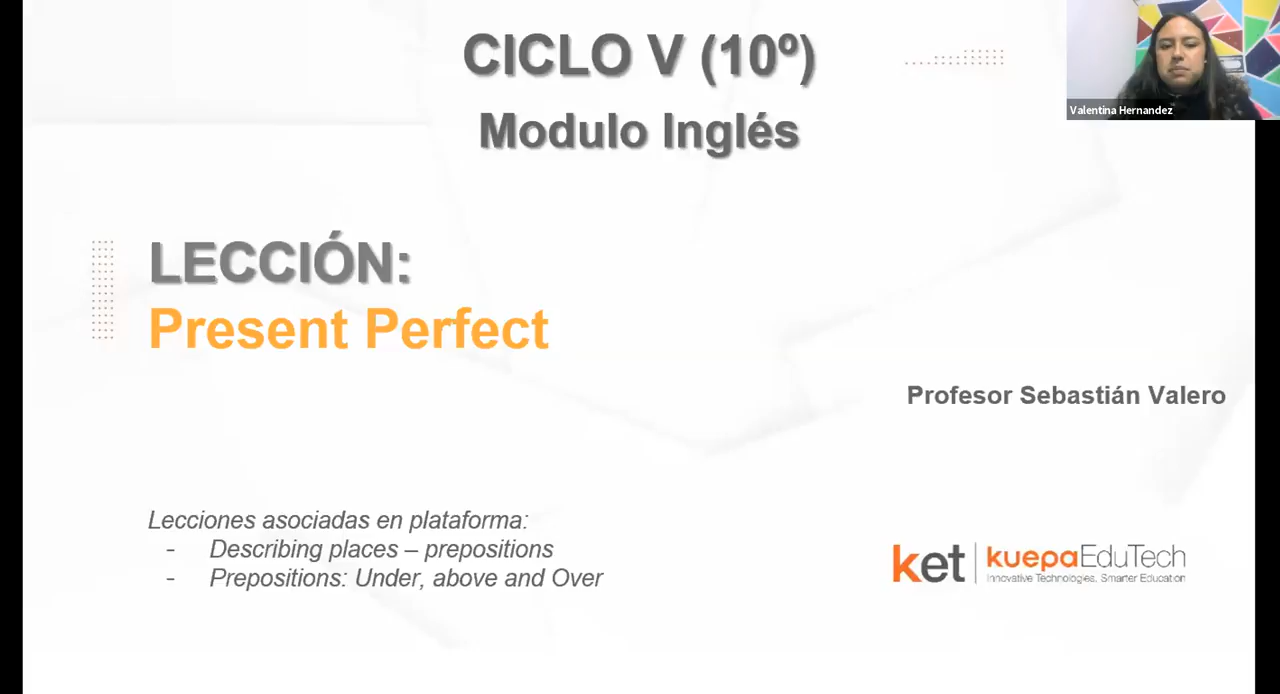 CICLO V (10º)
Modulo Inglés
Valentina Hernandez
LECCIÓN:
Present Perfect
Profesor Sebastián Valero
Lecciones asociadas en plataforma:
- Describing places – prepositions
- Prepositions: Under, above and Over
ket kuepaEduTech
Innovative Technologies. Smarter Education